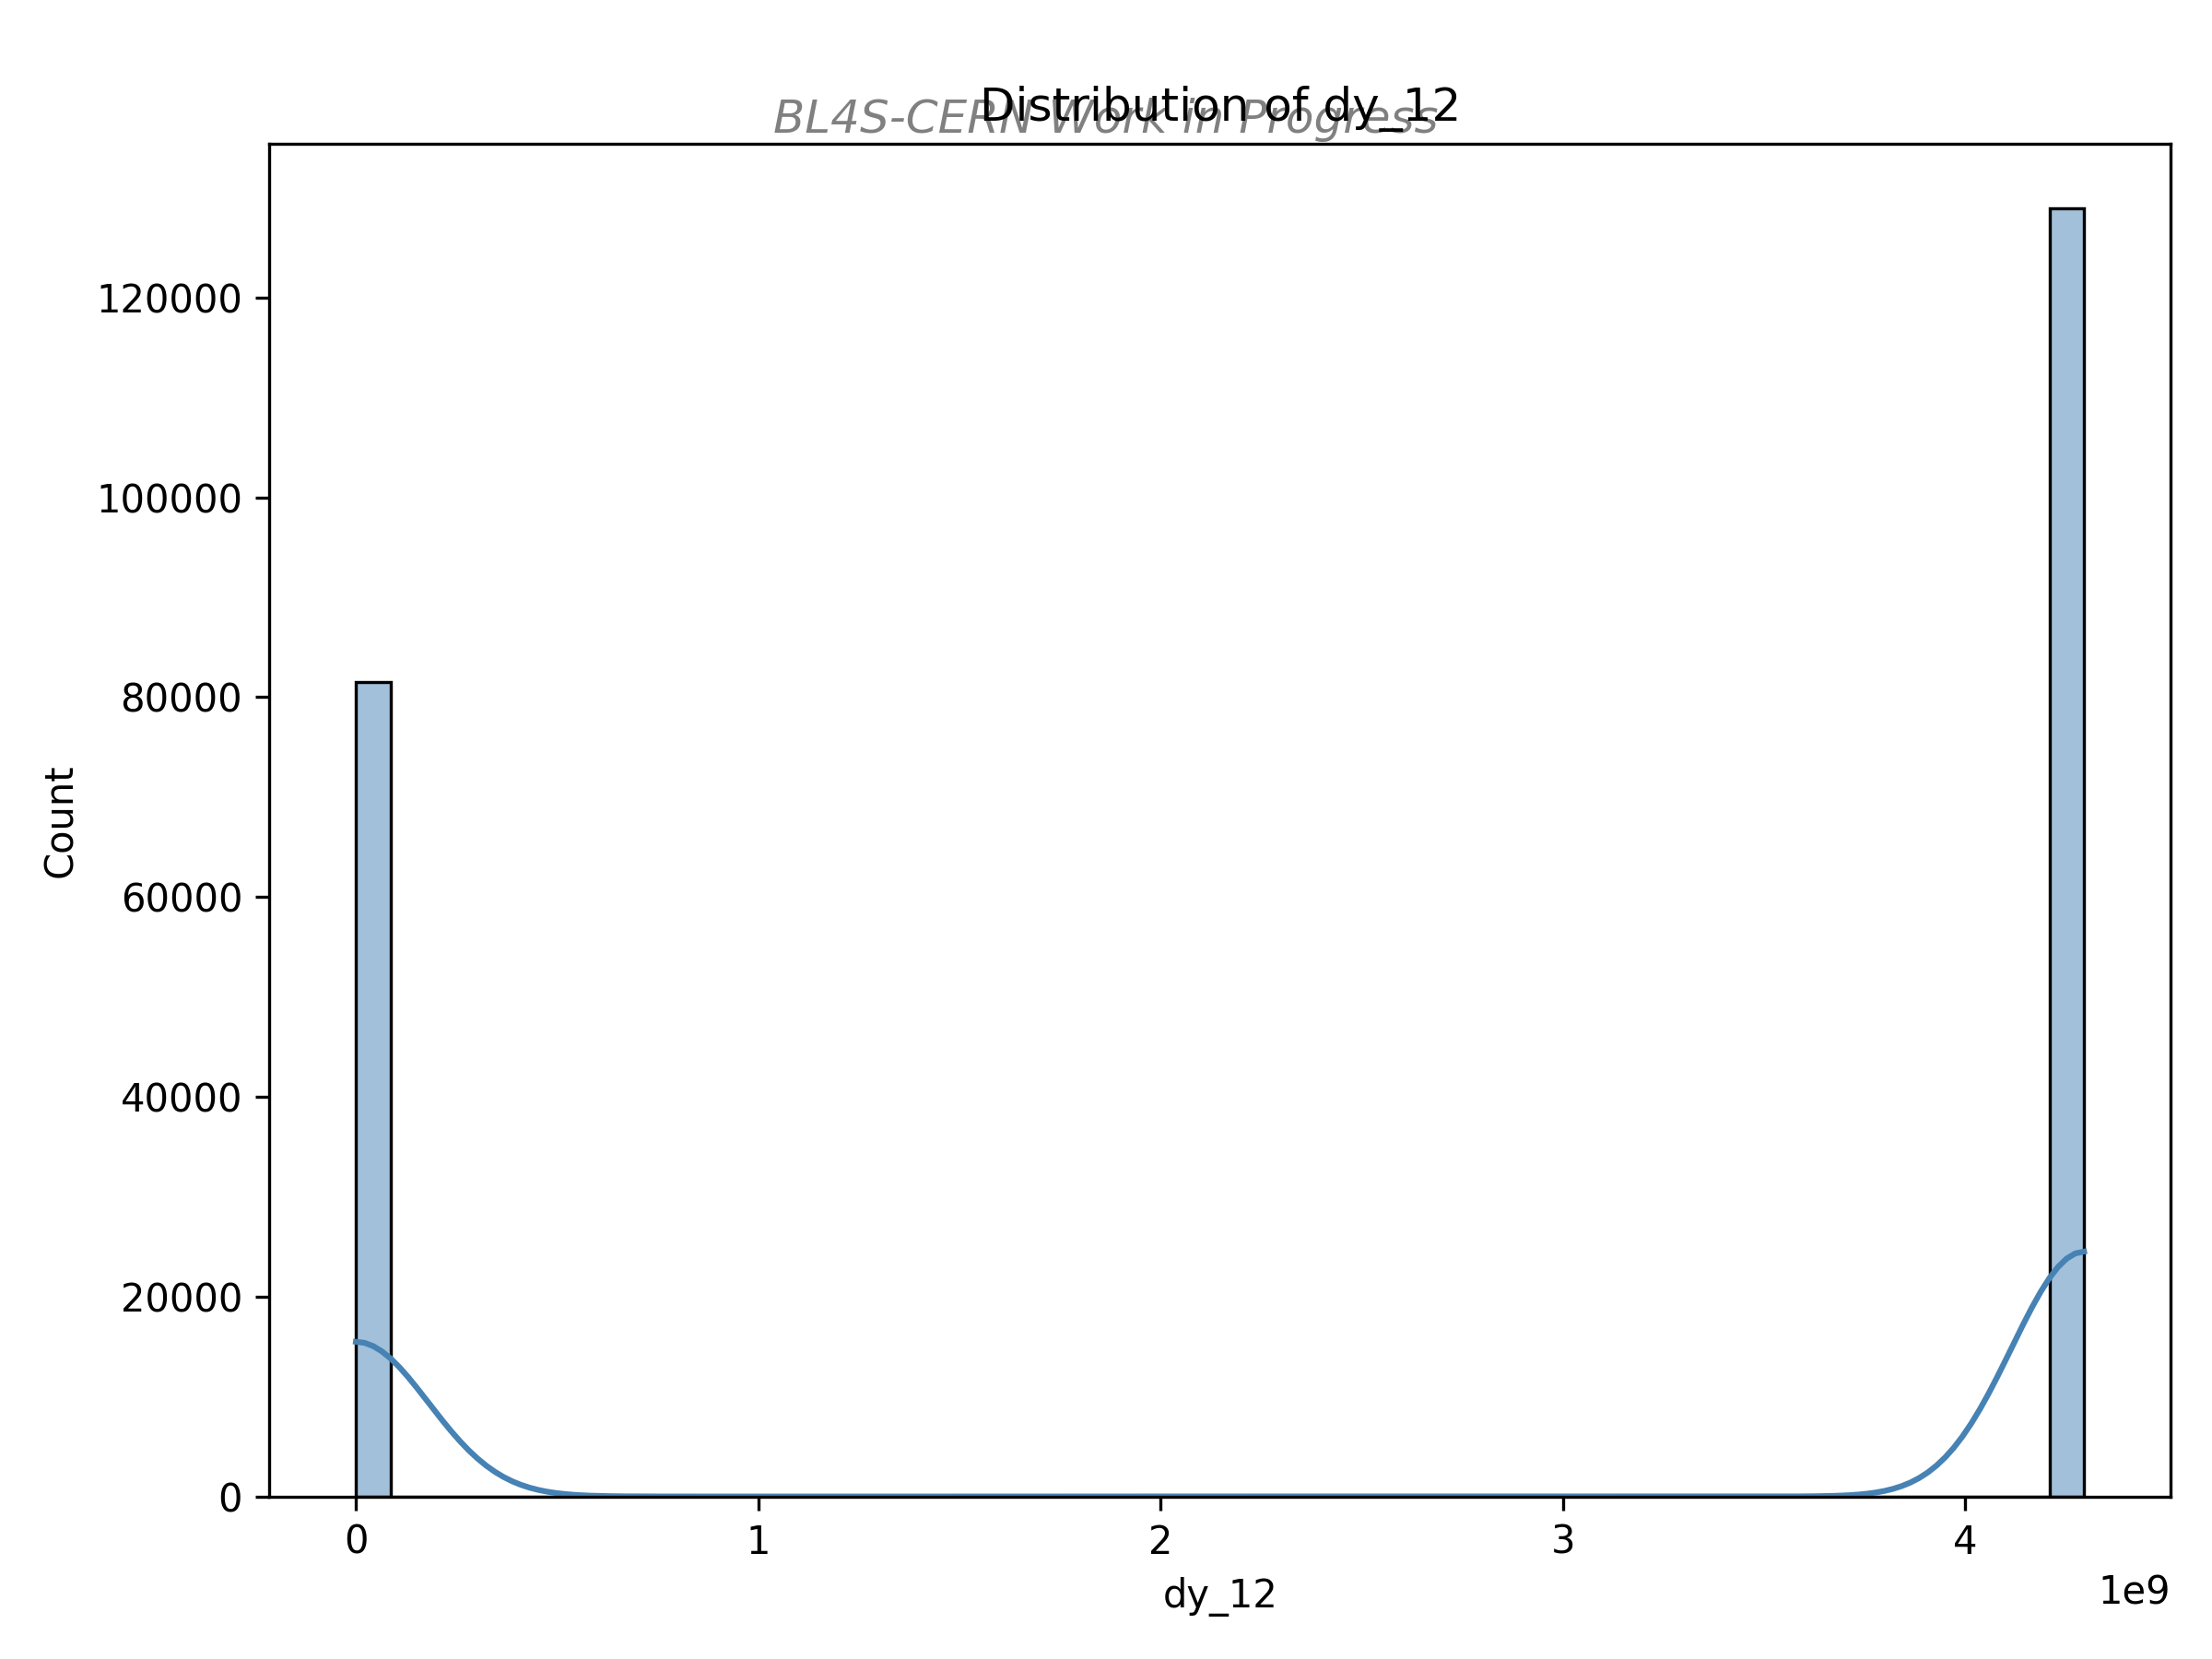 Distribution of dy_12
BL4S-CERN Work in Progress
Count
120000
100000
80000
60000
40000
20000
0
0 1 2 3 4
dy_12
1e9